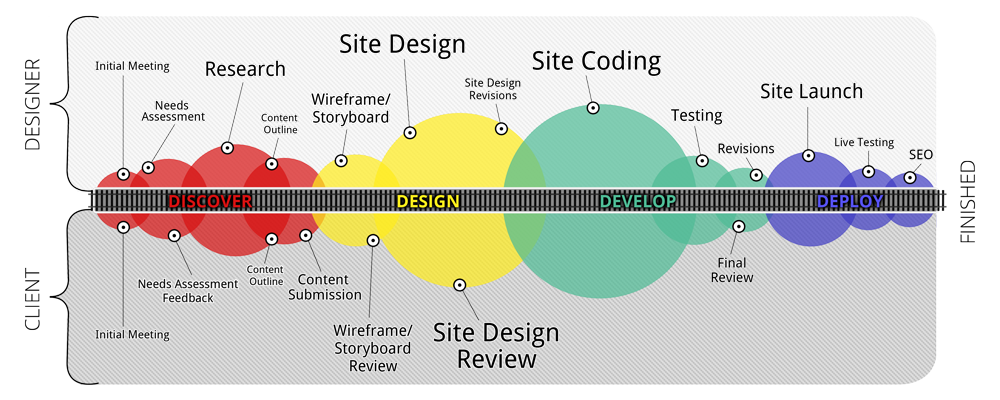 DESIGNER
Initial Meeting
Needs
Assessment
Research
Content
Outline
Wireframe/
Storyboard
Site Design
Site Design
Revisions
Site Coding
Testing
Revisions
Site Launch
Live Testing
SEO
DISCOVER
DESIGN
DEVELOP
DEPLOY
FINISHED
CLIENT
Initial Meeting
Needs Assessment
Feedback
Content
Outline
Content
Submission
Wireframe/
Storyboard
Review
Site Design
Review
Final
Review